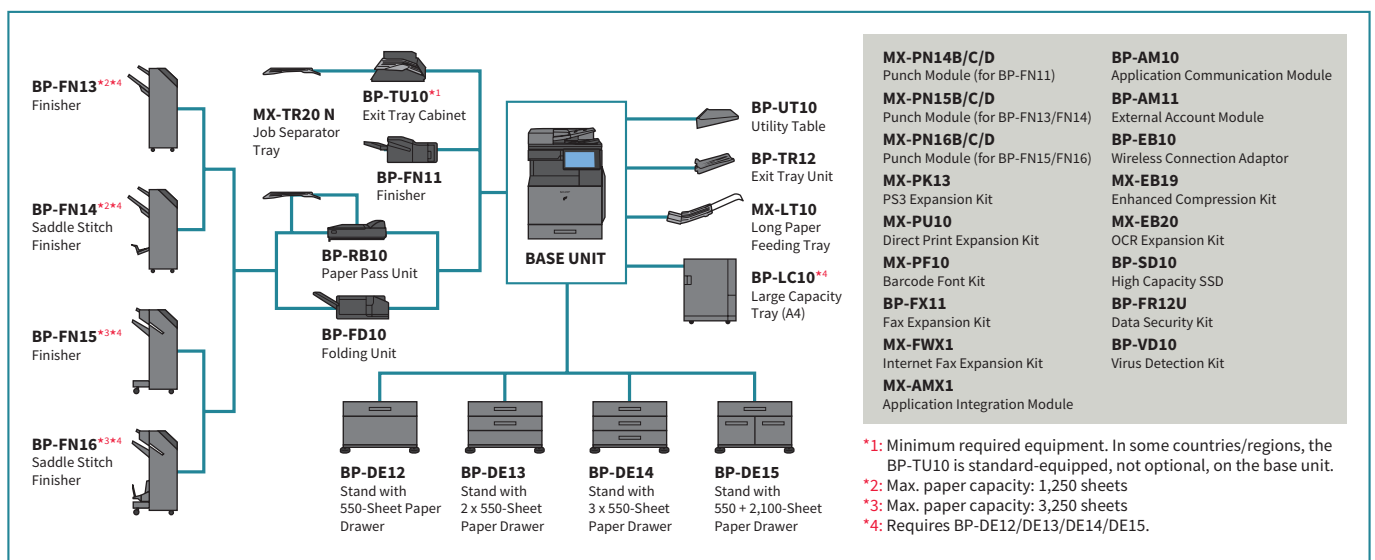 BP-FN13*2*4
Finisher
BP-FN14*2*4
Saddle Stitch
Finisher
BP-FN15*3*4
Finisher
BP-FN16*3*4
Saddle Stitch
Finisher
MX-TR20 N
Job Separator
Tray
BP-TU10*1
Exit Tray Cabinet
BP-FN11
Finisher
BP-RB10
Paper Pass Unit
BP-FD10
Folding Unit
BASE UNIT
BP-UT10
Utility Table
BP-TR12
Exit Tray Unit
MX-LT10
Long Paper
Feeding Tray
BP-LC10*4
Large Capacity
Tray (A4)
BP-DE12
Stand with
550-Sheet Paper
Drawer
BP-DE13
Stand with
2 x 550-Sheet
Paper Drawer
BP-DE14
Stand with
3 x 550-Sheet
Paper Drawer
BP-DE15
Stand with
550 + 2,100-Sheet
Paper Drawer
MX-PN14B/C/D
Punch Module (for BP-FN11)
MX-PN15B/C/D
Punch Module (for BP-FN13/FN14)
MX-PN16B/C/D
Punch Module (for BP-FN15/FN16)
MX-PK13
PS3 Expansion Kit
MX-PU10
Direct Print Expansion Kit
MX-PF10
Barcode Font Kit
BP-FX11
Fax Expansion Kit
MX-FWX1
Internet Fax Expansion Kit
MX-AMX1
Application Integration Module
BP-AM10
Application Communication Module
BP-AM11
External Account Module
BP-EB10
Wireless Connection Adaptor
MX-EB19
Enhanced Compression Kit
MX-EB20
OCR Expansion Kit
BP-SD10
High Capacity SSD
BP-FR12U
Data Security Kit
BP-VD10
Virus Detection Kit
*1: Minimum required equipment. In some countries/regions, the
BP-TU10 is standard-equipped, not optional, on the base unit.
*2: Max. paper capacity: 1,250 sheets
*3: Max. paper capacity: 3,250 sheets
*4: Requires BP-DE12/DE13/DE14/DE15.